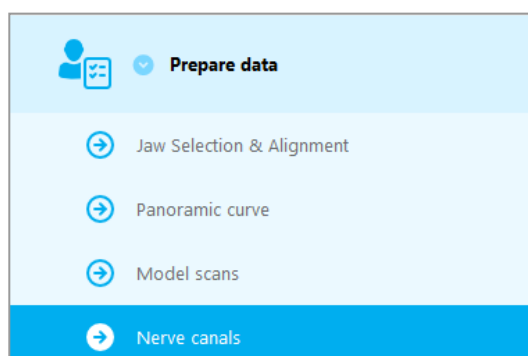 Prepare data
Jaw Selection & Alignment
Panoramic curve
Model scans
Nerve canals